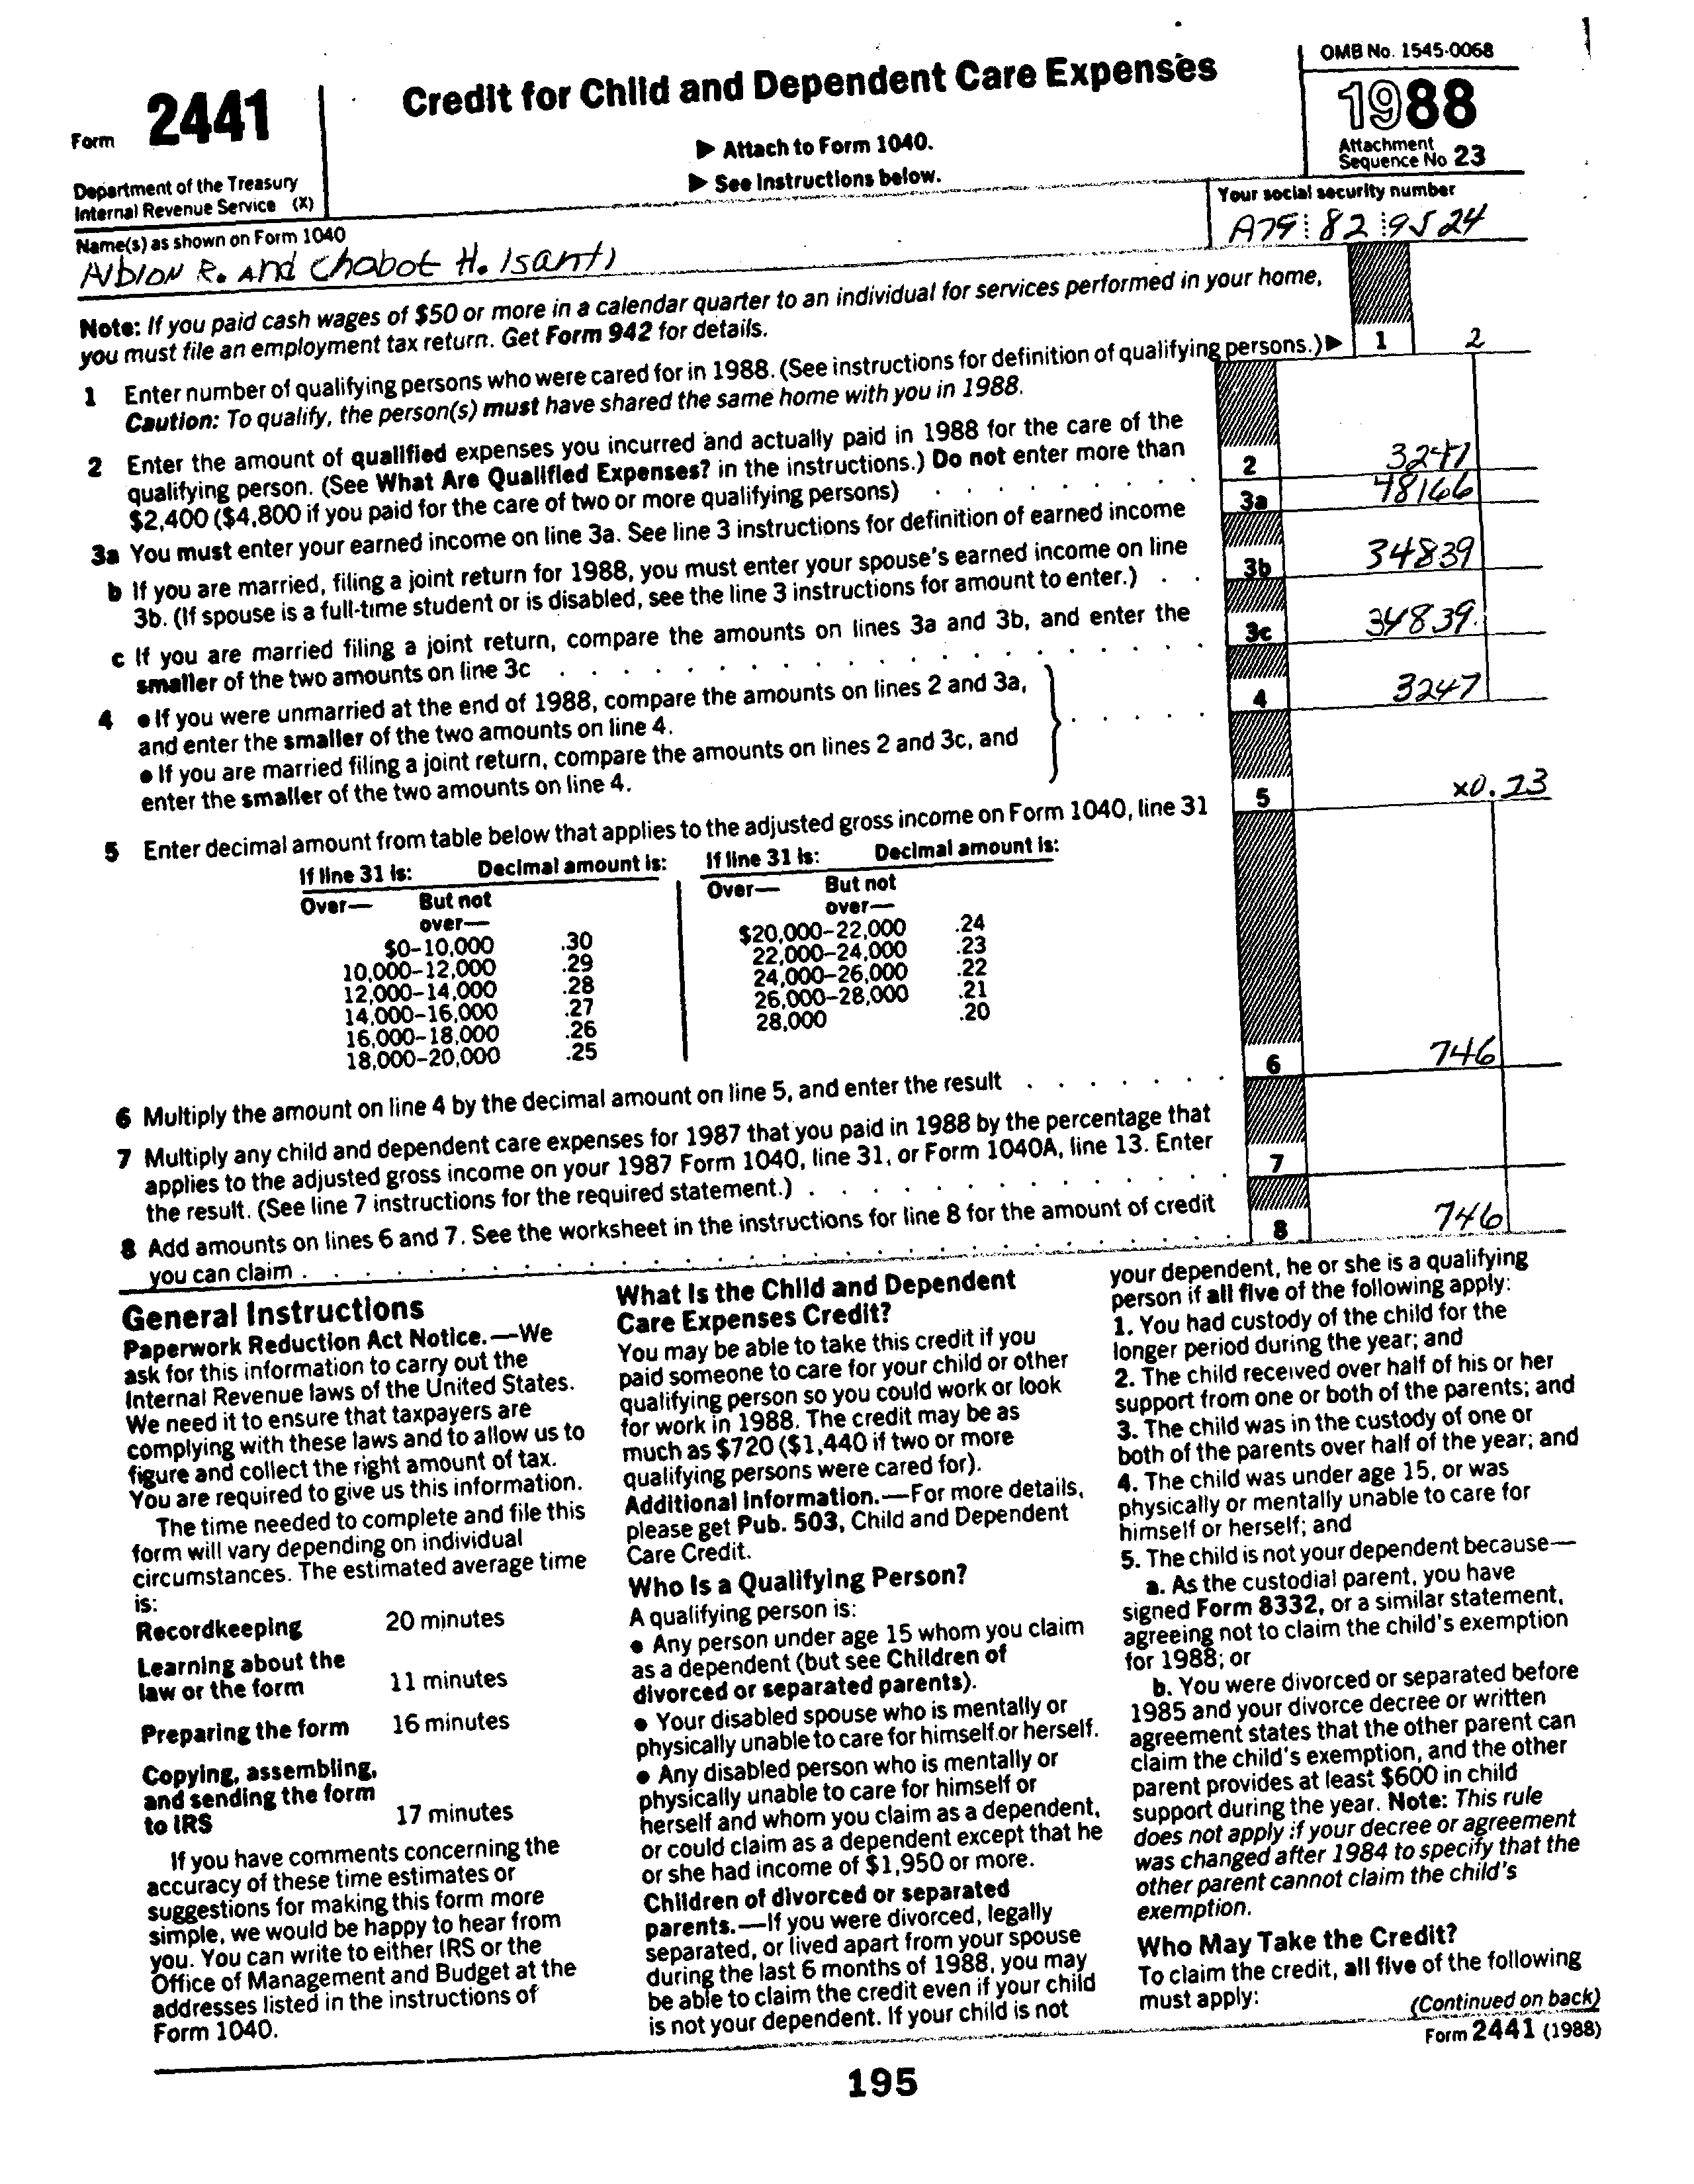 OMB No. 1545-0068
Form 2441
Credit for Child and Dependent Care Expenses
1988
▶ Attach to Form 1040.
▶ See Instructions below.
Attachment
Sequence No 23
Department of the Treasury
Internal Revenue Service (X)
Name(s) as shown on Form 1040
Your social security number
Albion R. and Chabot H. Isanti
A79 82 9524
Note: If you paid cash wages of $50 or more in a calendar quarter to an individual for services performed in your home,
you must file an employment tax return. Get Form 942 for details.
1 Enter number of qualifying persons who were cared for in 1988. (See instructions for definition of qualifying persons.) ▶ 1 2
Caution: To qualify, the person(s) must have shared the same home with you in 1988.
2 Enter the amount of qualified expenses you incurred and actually paid in 1988 for the care of the
qualifying person. (See What Are Qualified Expenses? in the instructions.) Do not enter more than
$2,400 ($4,800 if you paid for the care of two or more qualifying persons) 2 3247
3a You must enter your earned income on line 3a. See line 3 instructions for definition of earned income 3a 48166
b If you are married, filing a joint return for 1988, you must enter your spouse's earned income on line
3b. (If spouse is a full-time student or is disabled, see the line 3 instructions for amount to enter.) 3b 34839
c If you are married filing a joint return, compare the amounts on lines 3a and 3b, and enter the
smaller of the two amounts on line 3c 3c 34839.
4 ● If you were unmarried at the end of 1988, compare the amounts on lines 2 and 3a,
and enter the smaller of the two amounts on line 4.
● If you are married filing a joint return, compare the amounts on lines 2 and 3c, and
enter the smaller of the two amounts on line 4. 4 3247
5 Enter decimal amount from table below that applies to the adjusted gross income on Form 1040, line 31 5 x0.23
If line 31 is: Decimal amount is: If line 31 is: Decimal amount is:
Over— But not over— Over— But not over—
$0–10,000 .30 $20,000–22,000 .24
10,000–12,000 .29 22,000–24,000 .23
12,000–14,000 .28 24,000–26,000 .22
14,000–16,000 .27 26,000–28,000 .21
16,000–18,000 .26 28,000 .20
18,000–20,000 .25
6 Multiply the amount on line 4 by the decimal amount on line 5, and enter the result 6 746
7 Multiply any child and dependent care expenses for 1987 that you paid in 1988 by the percentage that
applies to the adjusted gross income on your 1987 Form 1040, line 31, or Form 1040A, line 13. Enter
the result. (See line 7 instructions for the required statement.) 7
8 Add amounts on lines 6 and 7. See the worksheet in the instructions for line 8 for the amount of credit
you can claim 8 746
General Instructions
Paperwork Reduction Act Notice.—We
ask for this information to carry out the
Internal Revenue laws of the United States.
We need it to ensure that taxpayers are
complying with these laws and to allow us to
figure and collect the right amount of tax.
You are required to give us this information.
The time needed to complete and file this
form will vary depending on individual
circumstances. The estimated average time
is:
Recordkeeping 20 minutes
Learning about the
law or the form 11 minutes
Preparing the form 16 minutes
Copying, assembling,
and sending the form
to IRS 17 minutes
If you have comments concerning the
accuracy of these time estimates or
suggestions for making this form more
simple, we would be happy to hear from
you. You can write to either IRS or the
Office of Management and Budget at the
addresses listed in the instructions of
Form 1040.
What Is the Child and Dependent
Care Expenses Credit?
You may be able to take this credit if you
paid someone to care for your child or other
qualifying person so you could work or look
for work in 1988. The credit may be as
much as $720 ($1,440 if two or more
qualifying persons were cared for).
Additional Information.—For more details,
please get Pub. 503, Child and Dependent
Care Credit.
Who Is a Qualifying Person?
A qualifying person is:
● Any person under age 15 whom you claim
as a dependent (but see Children of
divorced or separated parents).
● Your disabled spouse who is mentally or
physically unable to care for himself or herself.
● Any disabled person who is mentally or
physically unable to care for himself or
herself and whom you claim as a dependent,
or could claim as a dependent except that he
or she had income of $1,950 or more.
Children of divorced or separated
parents.—If you were divorced, legally
separated, or lived apart from your spouse
during the last 6 months of 1988, you may
be able to claim the credit even if your child
is not your dependent. If your child is not
your dependent, he or she is a qualifying
person if all five of the following apply:
1. You had custody of the child for the
longer period during the year; and
2. The child received over half of his or her
support from one or both of the parents; and
3. The child was in the custody of one or
both of the parents over half of the year; and
4. The child was under age 15, or was
physically or mentally unable to care for
himself or herself; and
5. The child is not your dependent because—
a. As the custodial parent, you have
signed Form 8332, or a similar statement,
agreeing not to claim the child's exemption
for 1988; or
b. You were divorced or separated before
1985 and your divorce decree or written
agreement states that the other parent can
claim the child's exemption, and the other
parent provides at least $600 in child
support during the year. Note: This rule
does not apply if your decree or agreement
was changed after 1984 to specify that the
other parent cannot claim the child's
exemption.
Who May Take the Credit?
To claim the credit, all five of the following
must apply:
(Continued on back)
Form 2441 (1988)
195